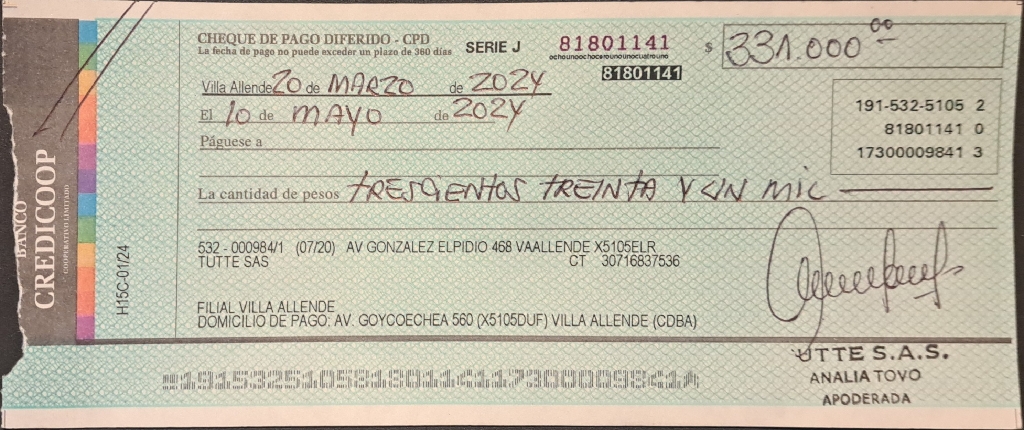 BANCO
CREDICOOP
COOPERATIVO LIMITADO
H15C-01/24
CHEQUE DE PAGO DIFERIDO - CPD
La fecha de pago no puede exceder un plazo de 360 días
SERIE J
81801141
ochounoochocerounounocuatrouno
81801141
$ 331.000 00
Villa Allende 20 de MARZO de 2024
El 10 de MAYO de 2024
Páguese a
191-532-5105 2
81801141 0
17300009841 3
La cantidad de pesos TRESCIENTOS TREINTA Y UN MIL
532 - 000984/1 (07/20) AV GONZALEZ ELPIDIO 468 VAALLENDE X5105ELR
TUTTE SAS CT 30716837536
FILIAL VILLA ALLENDE
DOMICILIO DE PAGO: AV. GOYCOECHEA 560 (X5105DUF) VILLA ALLENDE (CDBA)
UTTE S.A.S.
ANALIA TOVO
APODERADA
19153251058180114117300009841